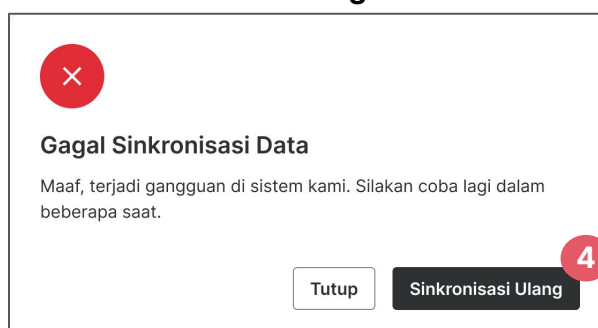 Gagal Sinkronisasi Data
Maaf, terjadi gangguan di sistem kami. Silakan coba lagi dalam
beberapa saat.
4
Tutup Sinkronisasi Ulang